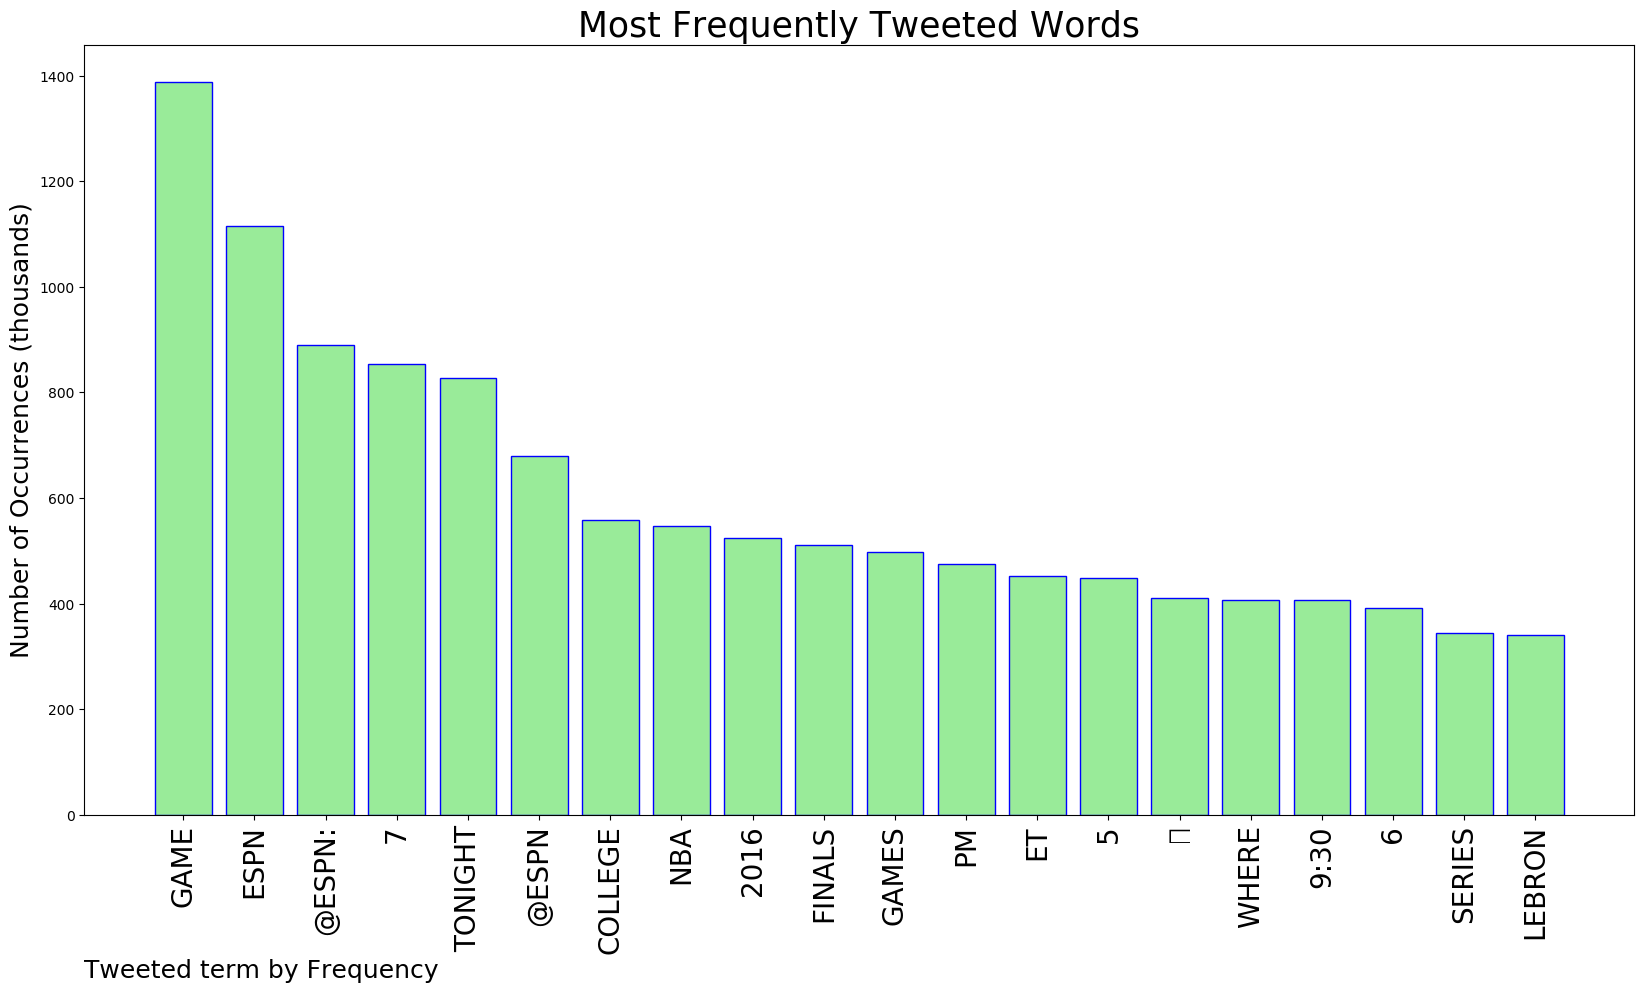 Most Frequently Tweeted Words
Number of Occurrences (thousands)
1400
1200
1000
800
600
400
200
0
GAME
ESPN
@ESPN:
7
TONIGHT
@ESPN
COLLEGE
NBA
2016
FINALS
GAMES
PM
ET
5
WHERE
9:30
6
SERIES
LEBRON
Tweeted term by Frequency